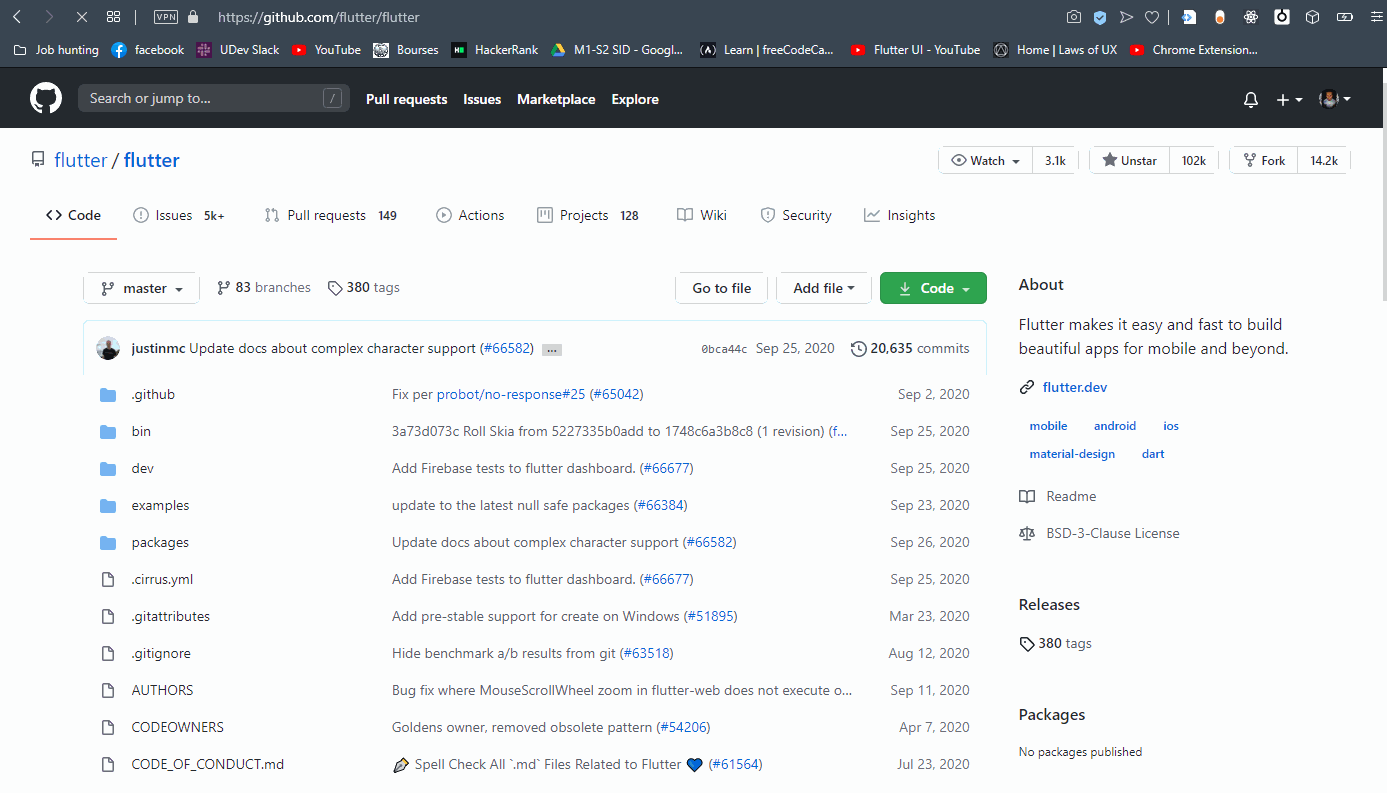 VPN https://github.com/flutter/flutter
Job hunting facebook UDev Slack YouTube Bourses HackerRank M1-S2 SID - Googl... Learn | freeCodeCa... Flutter UI - YouTube Home | Laws of UX Chrome Extension...
Search or jump to... / Pull requests Issues Marketplace Explore
flutter / flutter Watch 3.1k Unstar 102k Fork 14.2k
Code Issues 5k+ Pull requests 149 Actions Projects 128 Wiki Security Insights
master 83 branches 380 tags Go to file Add file Code
justinmc Update docs about complex character support (#66582) ... 0bca44c Sep 25, 2020 20,635 commits
.github Fix per probot/no-response#25 (#65042) Sep 2, 2020
bin 3a73d073c Roll Skia from 5227335b0add to 1748c6a3b8c8 (1 revision) (f... Sep 25, 2020
dev Add Firebase tests to flutter dashboard. (#66677) Sep 25, 2020
examples update to the latest null safe packages (#66384) Sep 23, 2020
packages Update docs about complex character support (#66582) Sep 26, 2020
.cirrus.yml Add Firebase tests to flutter dashboard. (#66677) Sep 25, 2020
.gitattributes Add pre-stable support for create on Windows (#51895) Mar 23, 2020
.gitignore Hide benchmark a/b results from git (#63518) Aug 12, 2020
AUTHORS Bug fix where MouseScrollWheel zoom in flutter-web does not execute o... Sep 11, 2020
CODEOWNERS Goldens owner, removed obsolete pattern (#54206) Apr 7, 2020
CODE_OF_CONDUCT.md Spell Check All `.md` Files Related to Flutter 💙 (#61564) Jul 23, 2020
About
Flutter makes it easy and fast to build
beautiful apps for mobile and beyond.
flutter.dev
mobile android ios
material-design dart
Readme
BSD-3-Clause License
Releases
380 tags
Packages
No packages published